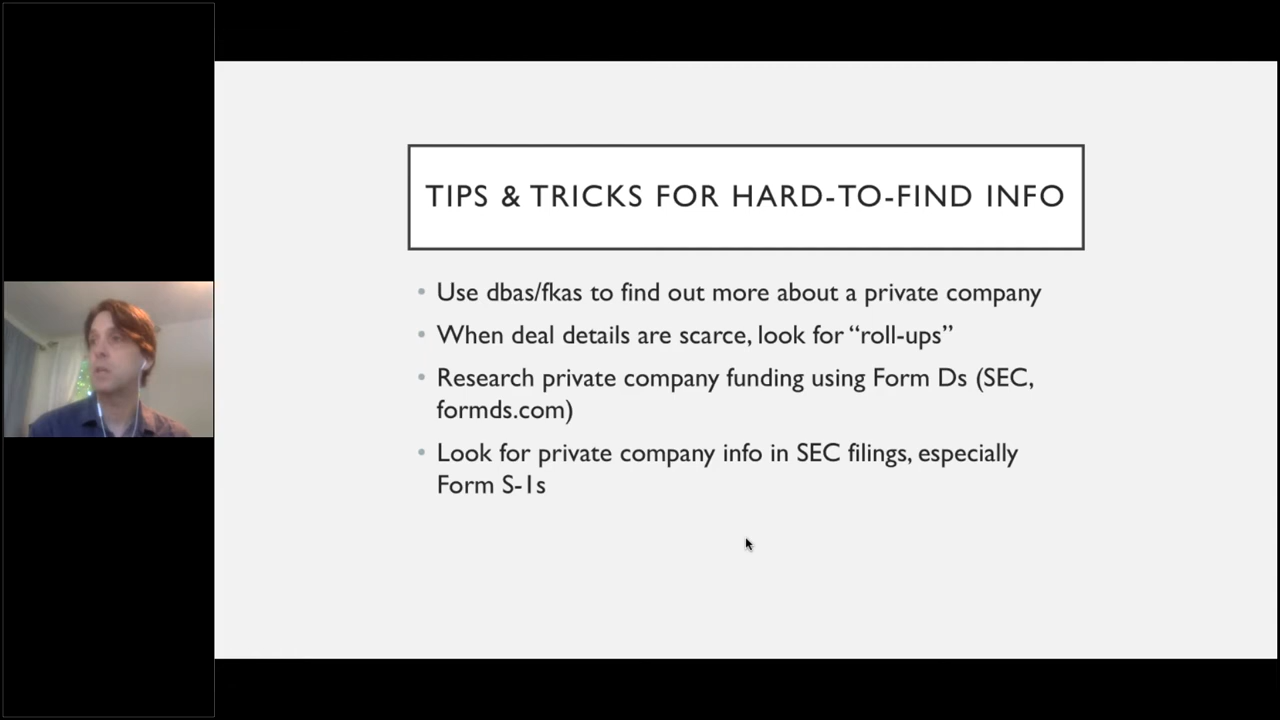 TIPS & TRICKS FOR HARD-TO-FIND INFO
• Use dbas/fkas to find out more about a private company
• When deal details are scarce, look for “roll-ups”
• Research private company funding using Form Ds (SEC,
formds.com)
• Look for private company info in SEC filings, especially
Form S-1s